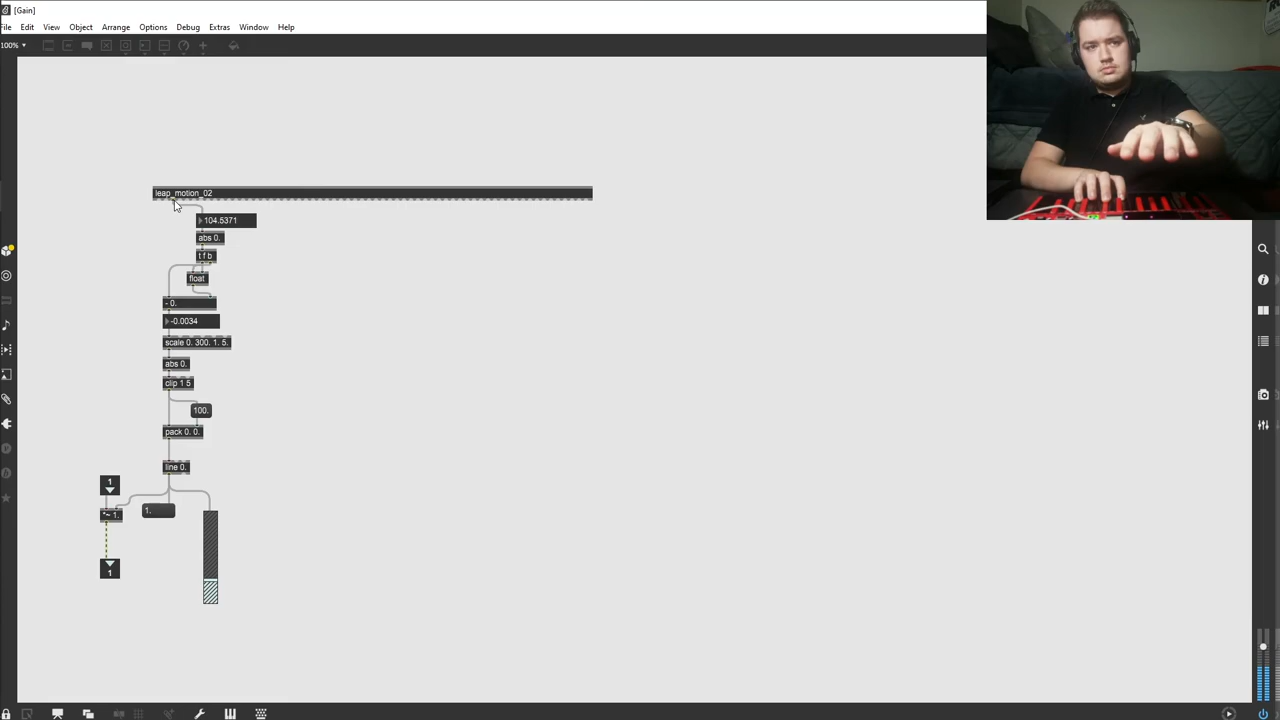 [Gain]
File Edit View Object Arrange Options Debug Extras Window Help
100%
leap_motion_02
104.5371
abs 0.
t f b
float
- 0.
-0.0034
scale 0. 300. 1. 5.
abs 0.
clip 1 5
100.
pack 0. 0.
line 0.
1
*~ 1.
1.
1